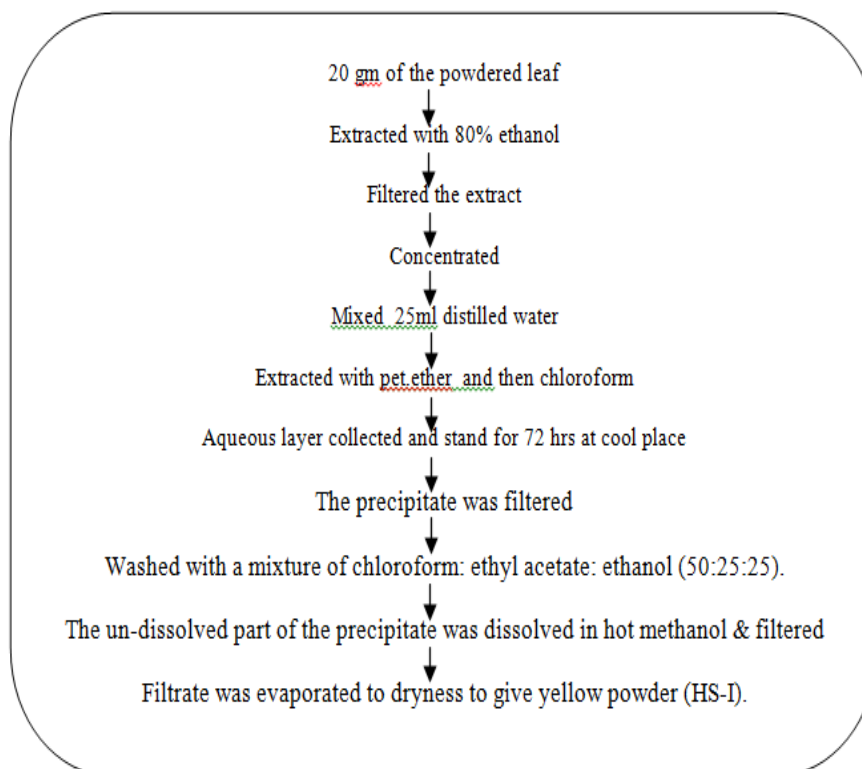 20 gm of the powdered leaf
Extracted with 80% ethanol
Filtered the extract
Concentrated
Mixed 25ml distilled water
Extracted with pet.ether and then chloroform
Aqueous layer collected and stand for 72 hrs at cool place
The precipitate was filtered
Washed with a mixture of chloroform: ethyl acetate: ethanol (50:25:25).
The un-dissolved part of the precipitate was dissolved in hot methanol & filtered
Filtrate was evaporated to dryness to give yellow powder (HS-I).